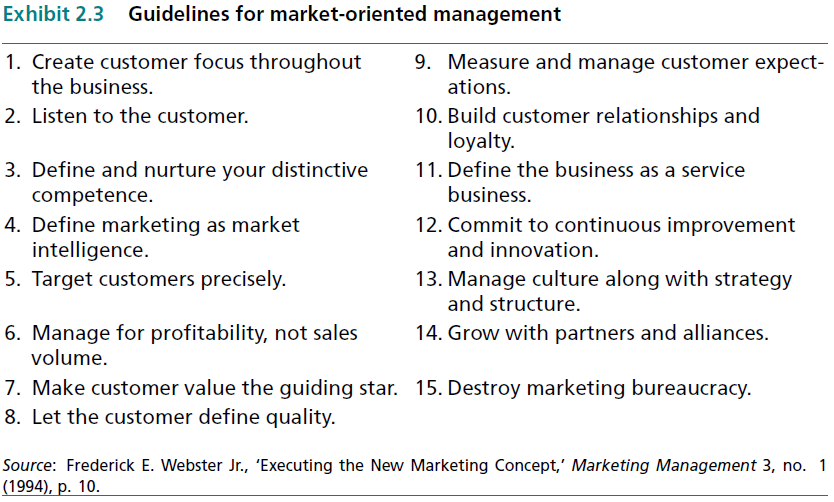 Exhibit 2.3 Guidelines for market-oriented management
1. Create customer focus throughout
the business.
2. Listen to the customer.
3. Define and nurture your distinctive
competence.
4. Define marketing as market
intelligence.
5. Target customers precisely.
6. Manage for profitability, not sales
volume.
7. Make customer value the guiding star.
8. Let the customer define quality.
9. Measure and manage customer expect-
ations.
10. Build customer relationships and
loyalty.
11. Define the business as a service
business.
12. Commit to continuous improvement
and innovation.
13. Manage culture along with strategy
and structure.
14. Grow with partners and alliances.
15. Destroy marketing bureaucracy.
Source: Frederick E. Webster Jr., ‘Executing the New Marketing Concept,’ Marketing Management 3, no. 1
(1994), p. 10.